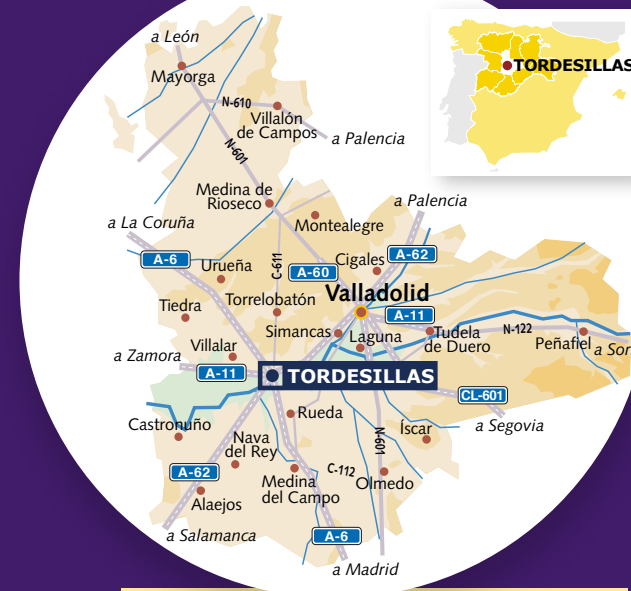 a León
TORDESILLAS
Mayorga
N-610
Villalón
de Campos
a Palencia
N-601
Medina de
Rioseco
a Palencia
Montealegre
a La Coruña
A-6
Urueña
C-611
A-60
Cigales
A-62
Tiedra
Torrelobatón
Valladolid
A-11
Simancas
Laguna
Tudela
de Duero
N-122
Peñafiel
a Sor
Villalar
a Zamora
A-11
TORDESILLAS
CL-601
Castronuño
Rueda
Íscar
a Segovia
Nava
del Rey
N-601
A-62
C-112
Medina
del Campo
Olmedo
Alaejos
a Salamanca
A-6
a Madrid